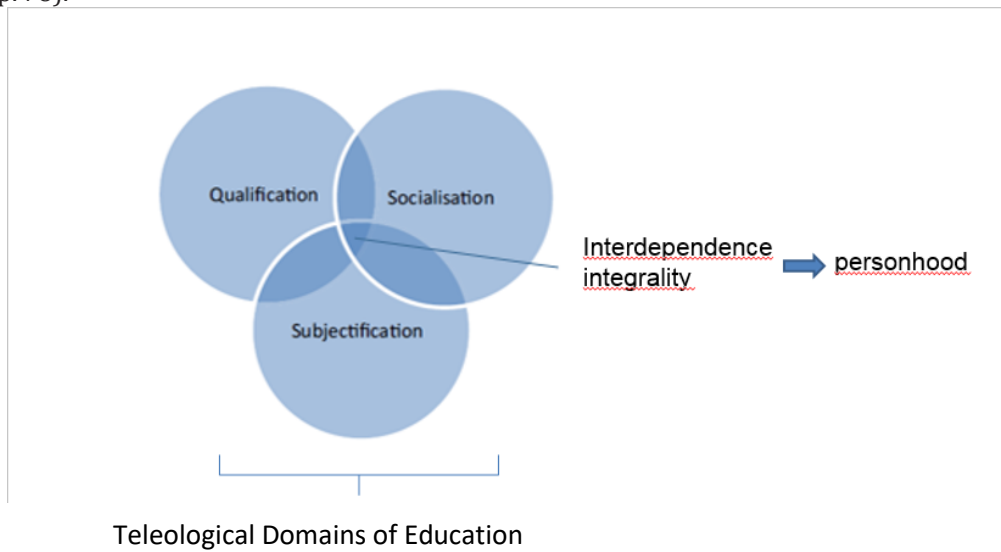 Qualification
Socialisation
Interdependence
integrality
personhood
Subjectification
Teleological Domains of Education